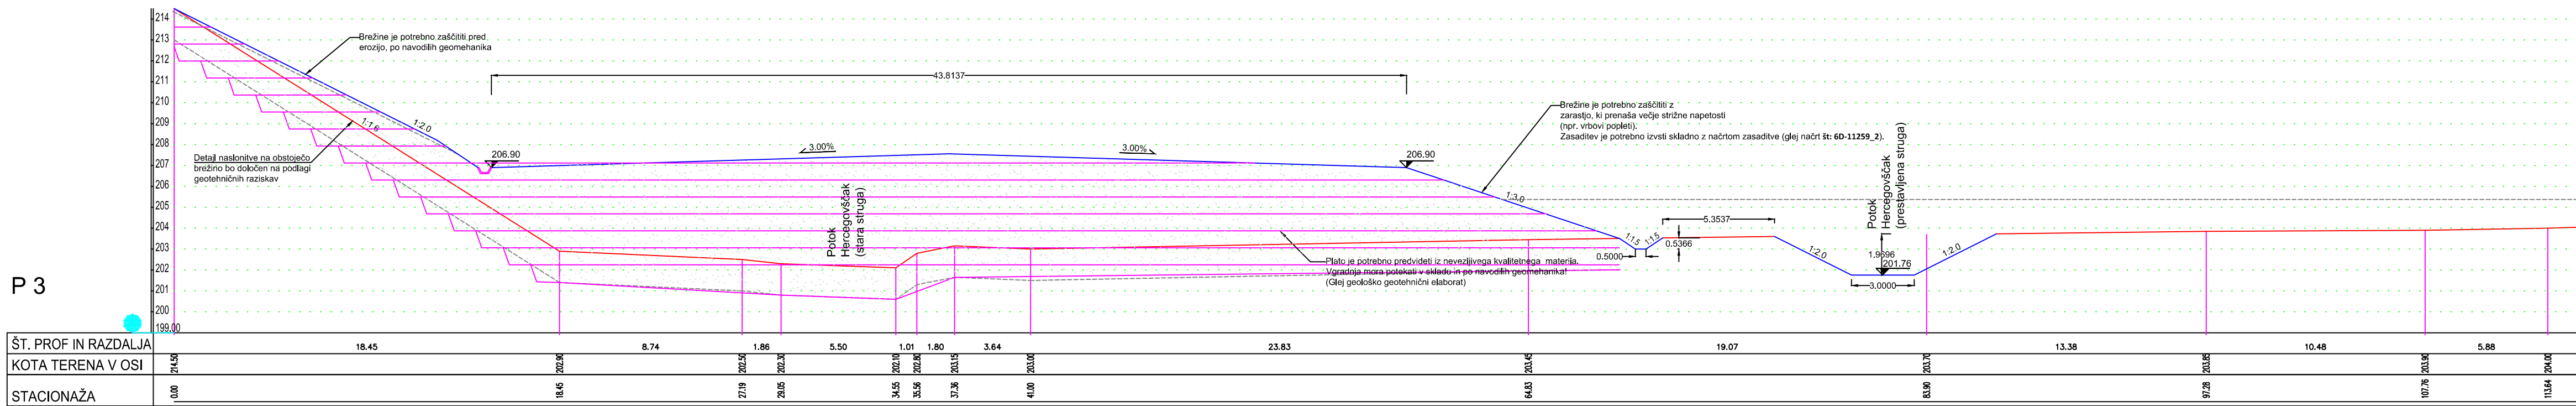 214
213
212
211
210
209
208
207
206
205
204
203
202
201
200
199.00
P 3
Brežine je potrebno zaščititi pred
erozijo, po navodilih geomehanika
43.8137
1:1.6
1:2.0
Detajl naslonitve na obstoječo
brežino bo določen na podlagi
geotehničnih raziskav
206.90
3.00%
3.00%
206.90
Potok
Hercegovščak
(stara struga)
Brežine je potrebno zaščititi z
zarastjo, ki prenaša večje strižne napetosti
(npr. vrbovi popleti).
Zasaditev je potrebno izvsti skladno z načrtom zasaditve (glej načrt št: 6D-11259_2).
1:3.0
Plato je potrebno predvideti iz nevezljivega kvalitetnega materija.
Vgradnja mora potekati v skladu in po navodilih geomehanika!
(Glej geološko geotehnični elaborat)
1:1.5
1:1.5
0.5000
0.5366
5.3537
Potok
Hercegovščak
(prestavljena struga)
1:2.0
1.9696
201.76
1:2.0
3.0000
ŠT. PROF IN RAZDALJA 18.45 8.74 1.86 5.50 1.01 1.80 3.64 23.83 19.07 13.38 10.48 5.88
KOTA TERENA V OSI 214.50 202.90 202.50 202.30 202.10 202.80 203.15 203.00 203.45 203.70 203.85 203.90 204.00
STACIONAŽA 0.00 18.45 27.19 29.05 34.55 35.56 37.36 41.00 64.83 83.90 97.28 107.76 113.64